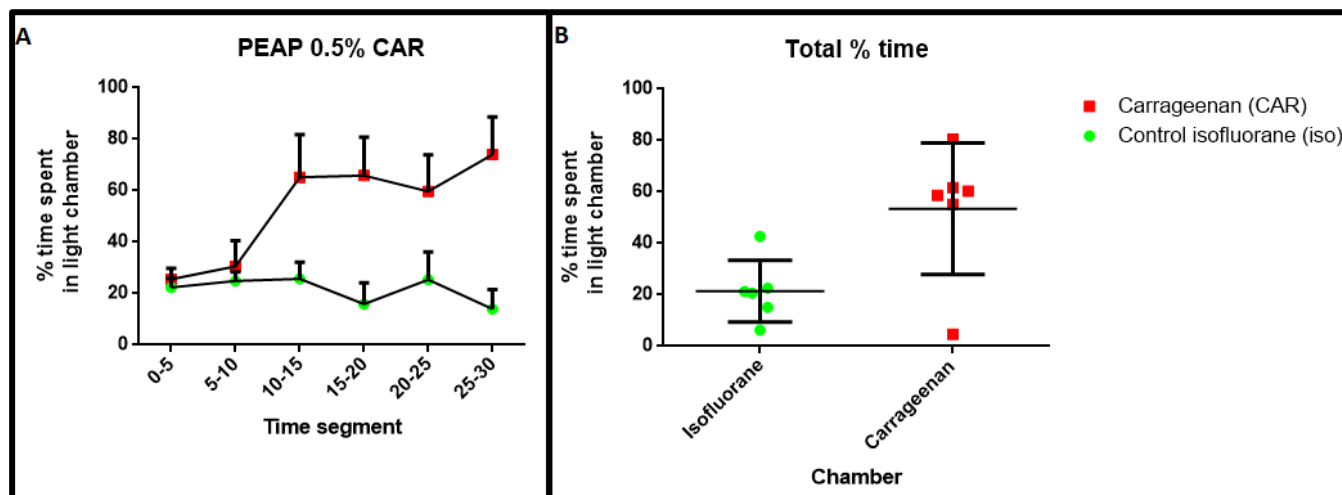 A
PEAP 0.5% CAR
% time spent
in light chamber
100
80
60
40
20
0
0-5
5-10
10-15
15-20
20-25
25-30
Time segment
B
Total % time
% time spent
in light chamber
100
80
60
40
20
0
Isofluorane
Carrageenan
Chamber
Carrageenan (CAR)
Control isofluorane (iso)